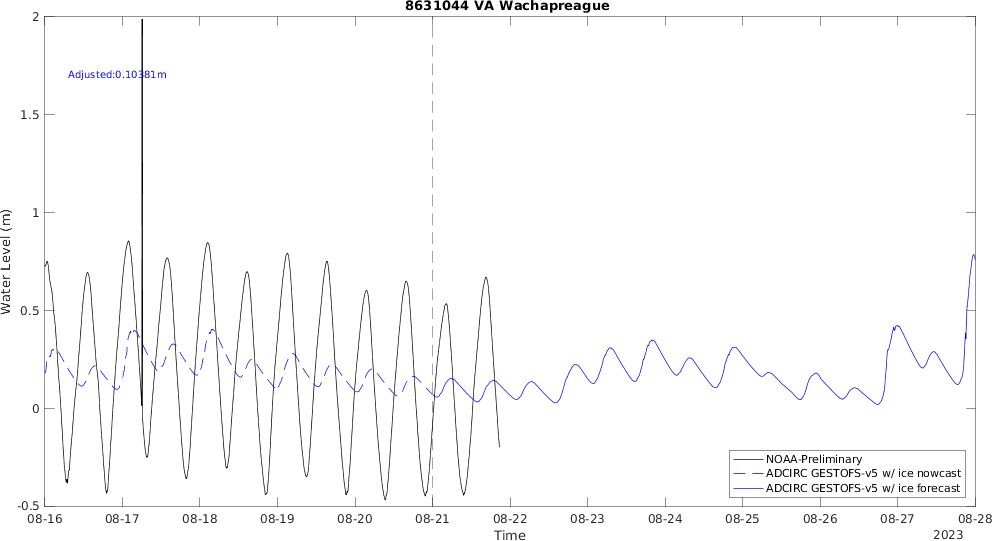 8631044 VA Wachapreague
2
Adjusted:0.10381m
1.5
1
Water Level (m)
0.5
0
-0.5
NOAA-Preliminary
ADCIRC GESTOFS-v5 w/ ice nowcast
ADCIRC GESTOFS-v5 w/ ice forecast
08-16 08-17 08-18 08-19 08-20 08-21 08-22 08-23 08-24 08-25 08-26 08-27 08-28
Time
2023